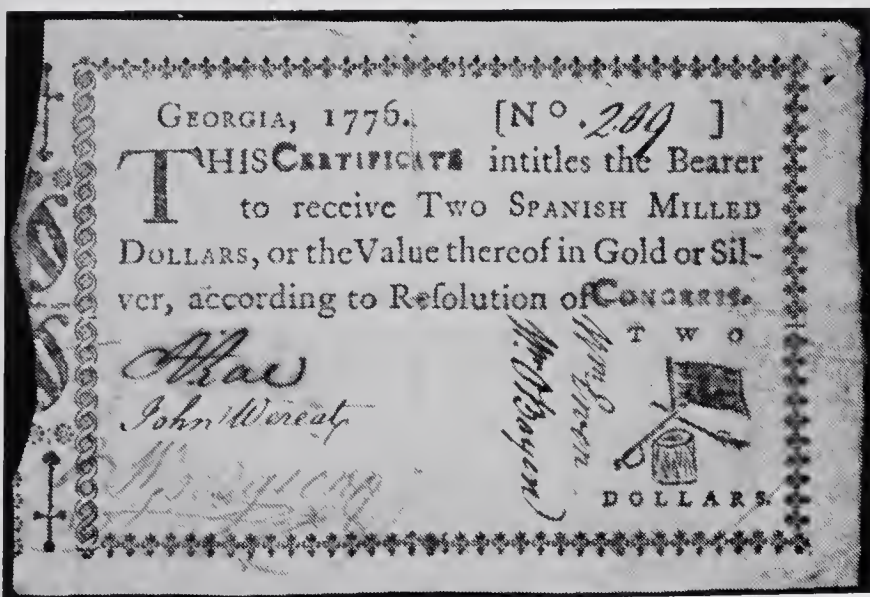 GEORGIA, 1776. [No. 289 ]
THIS CERTIFICATE intitles the Bearer
to receive TWO SPANISH MILLED
DOLLARS, or the Value thereof in Gold or Sil-
ver, according to Reſolution of CONGRESS.
TWO
John Wereat
DOLLARS.